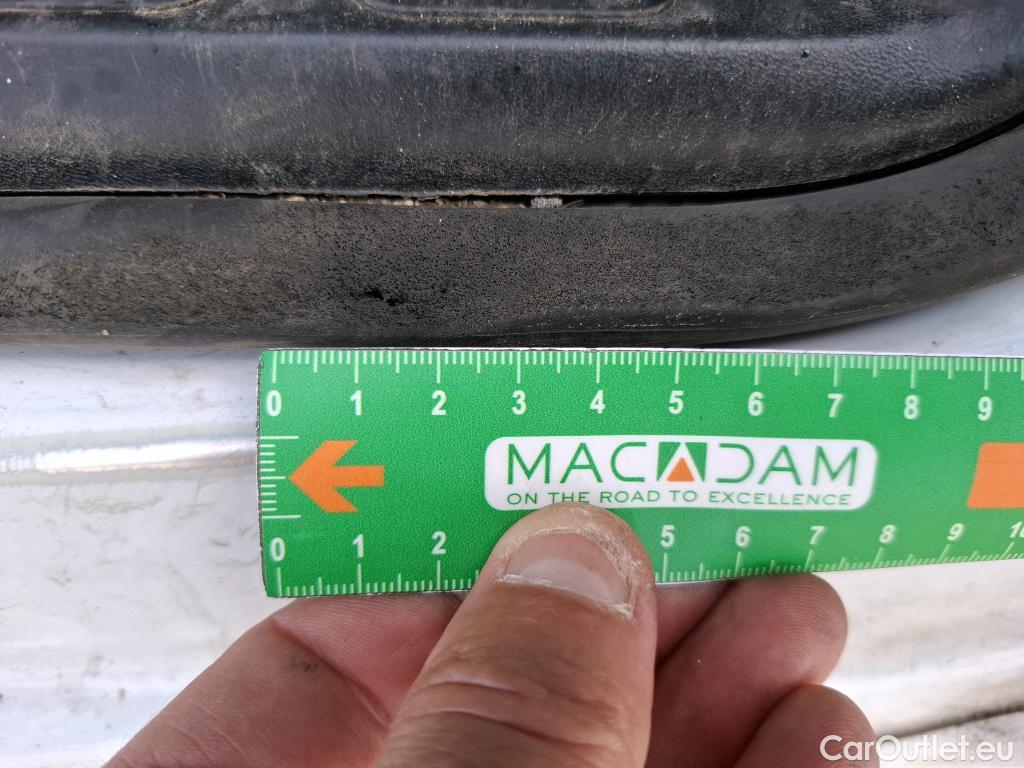 0 1 2 3 4 5 6 7 8 9
MACADAM
ON THE ROAD TO EXCELLENCE
0 1 2 5 6 7 8 9
CarOutlet.eu